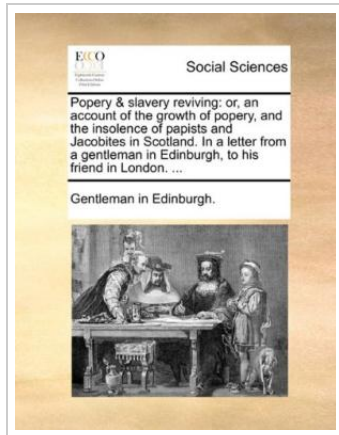 ECCO
Social Sciences
Popery & slavery reviving: or, an
account of the growth of popery, and
the insolence of papists and
Jacobites in Scotland. In a letter from
a gentleman in Edinburgh, to his
friend in London. ...
Gentleman in Edinburgh.